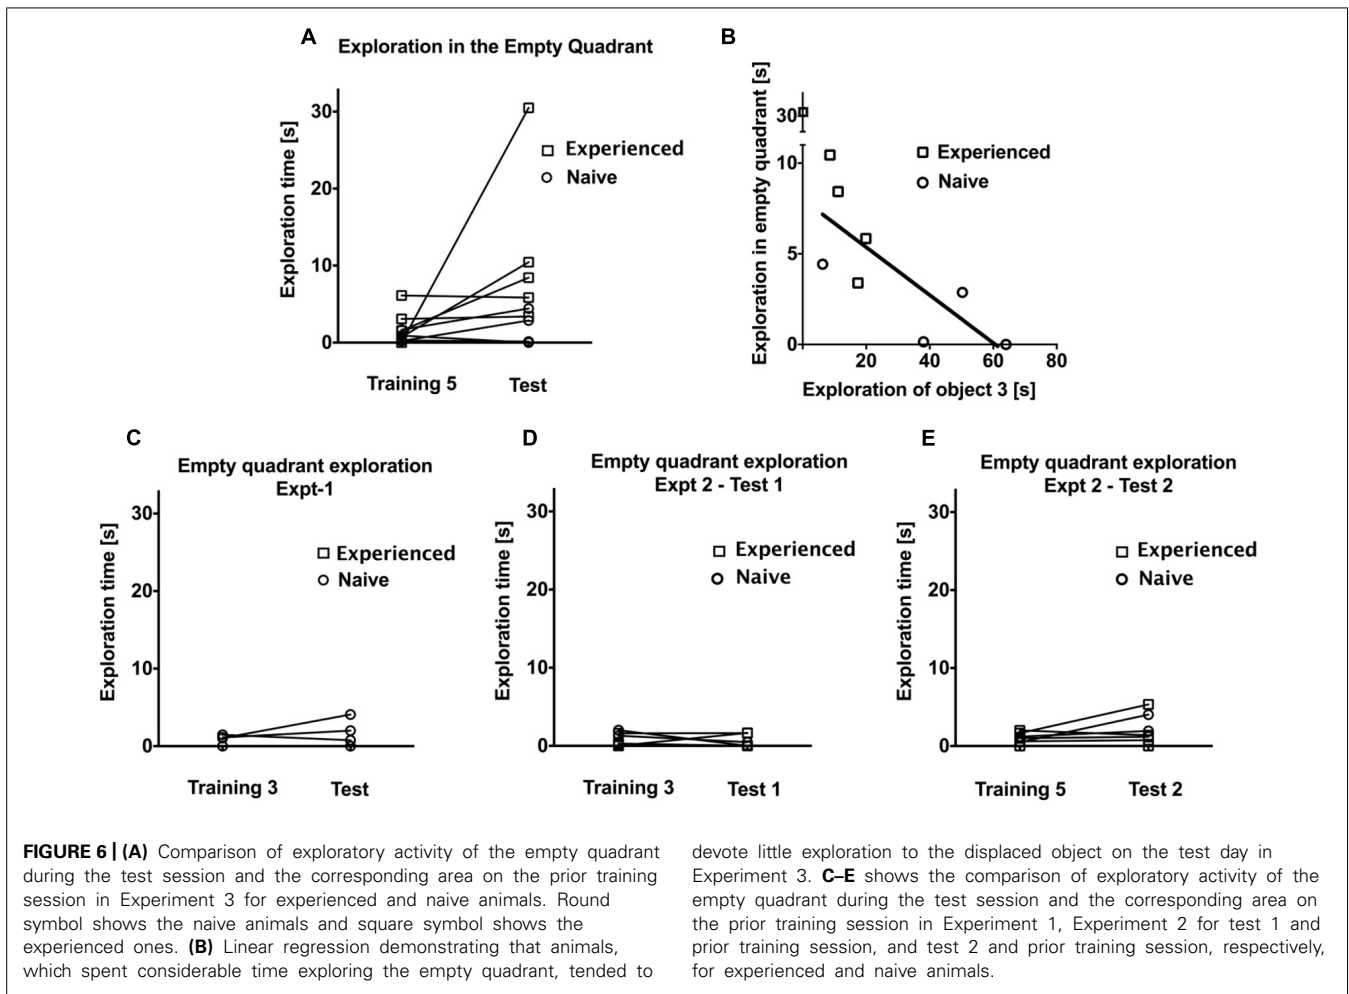 A
Exploration in the Empty Quadrant
Exploration time [s]
30
20
10
0
Experienced
Naive
Training 5
Test
B
Exploration in empty quadrant [s]
30
10
5
0
Experienced
Naive
20
40
60
80
Exploration of object 3 [s]
C
Empty quadrant exploration
Expt-1
Exploration time [s]
30
20
10
0
Experienced
Naive
Training 3
Test
D
Empty quadrant exploration
Expt 2 - Test 1
Exploration time [s]
30
20
10
0
Experienced
Naive
Training 3
Test 1
E
Empty quadrant exploration
Expt 2 - Test 2
Exploration time [s]
30
20
10
0
Experienced
Naive
Training 5
Test 2
FIGURE 6 | (A) Comparison of exploratory activity of the empty quadrant
during the test session and the corresponding area on the prior training
session in Experiment 3 for experienced and naive animals. Round
symbol shows the naive animals and square symbol shows the
experienced ones. (B) Linear regression demonstrating that animals,
which spent considerable time exploring the empty quadrant, tended to
devote little exploration to the displaced object on the test day in
Experiment 3. C–E shows the comparison of exploratory activity of the
empty quadrant during the test session and the corresponding area on
the prior training session in Experiment 1, Experiment 2 for test 1 and
prior training session, and test 2 and prior training session, respectively,
for experienced and naive animals.